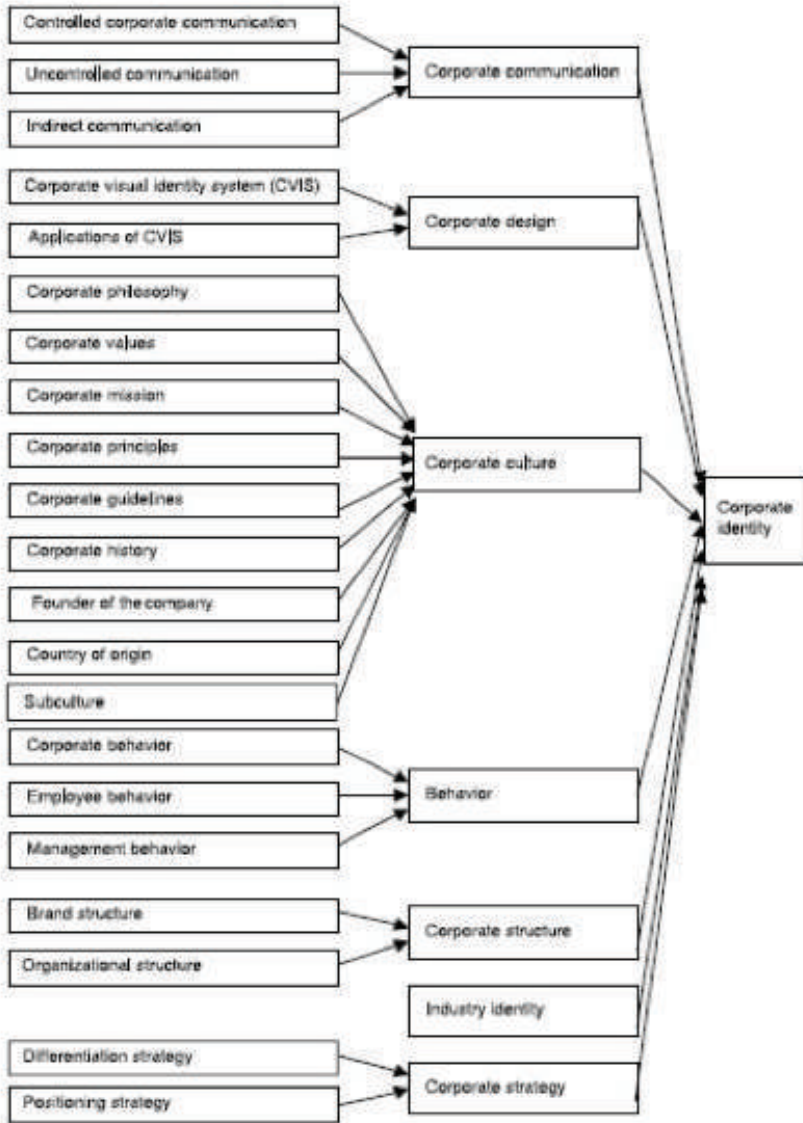 Controlled corporate communication
Uncontrolled communication
Indirect communication
Corporate communication
Corporate visual identity system (CVIS)
Applications of CVIS
Corporate design
Corporate philosophy
Corporate values
Corporate mission
Corporate principles
Corporate guidelines
Corporate history
Founder of the company
Country of origin
Subculture
Corporate culture
Corporate behavior
Employee behavior
Management behavior
Behavior
Brand structure
Organizational structure
Corporate structure
Industry identity
Differentiation strategy
Positioning strategy
Corporate strategy
Corporate
identity